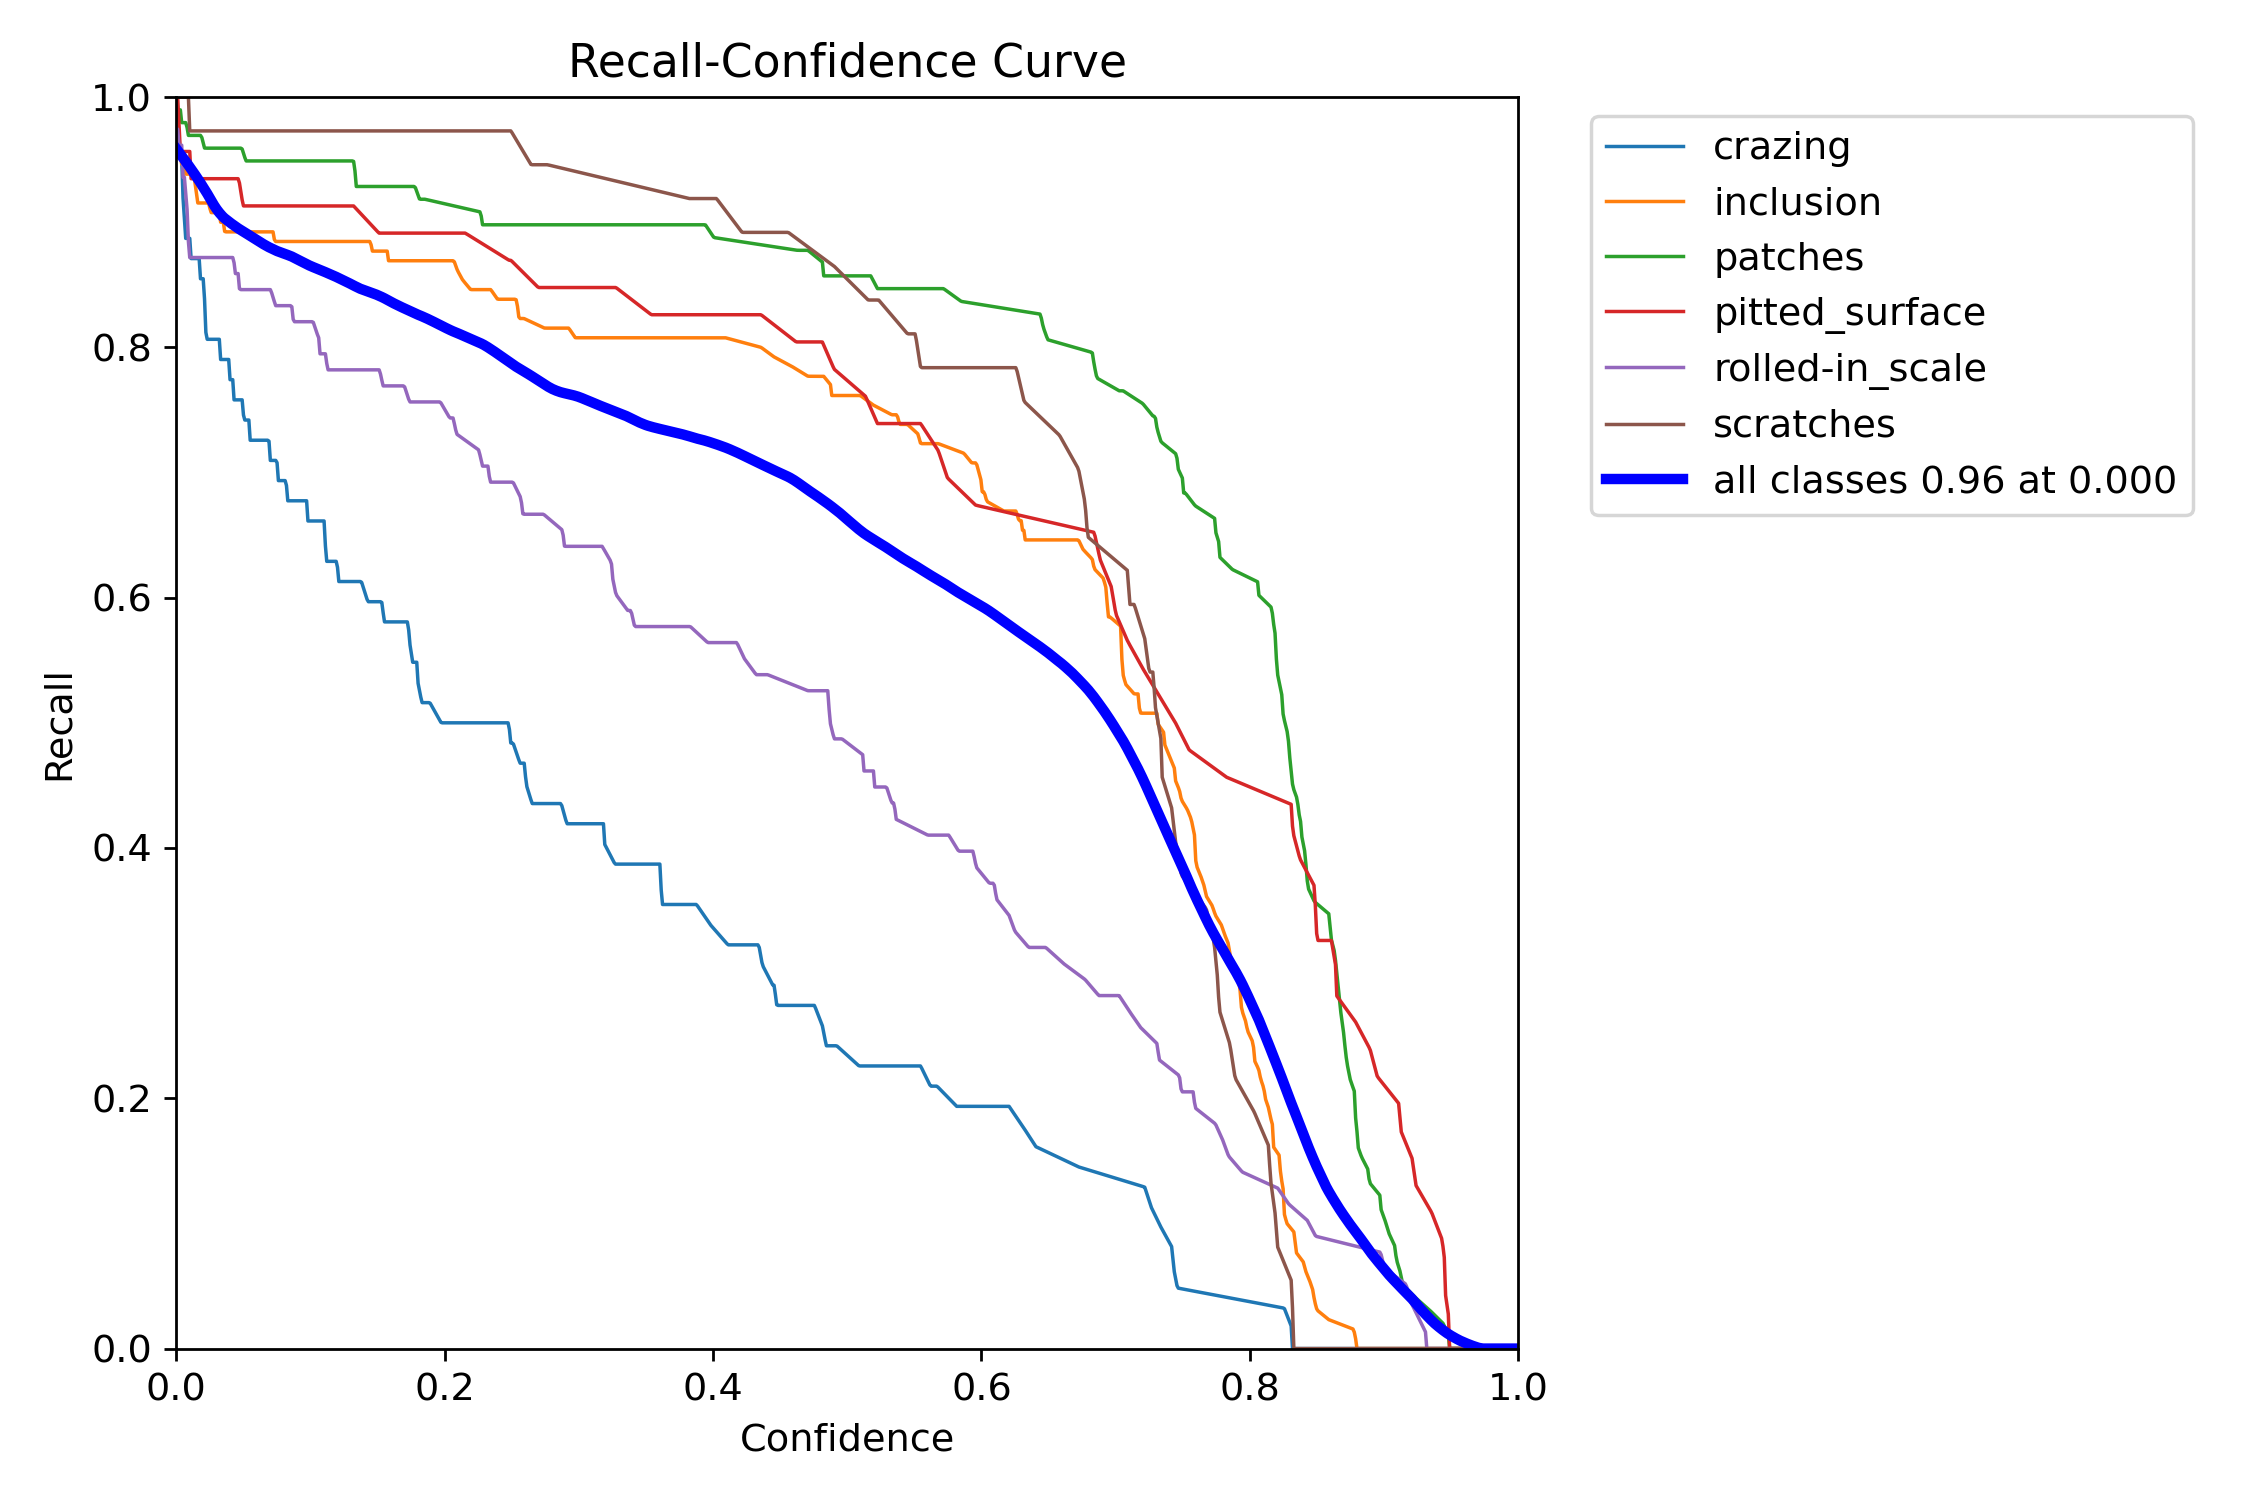 Recall-Confidence Curve
1.0
0.8
0.6
0.4
0.2
0.0
Recall
0.0 0.2 0.4 0.6 0.8 1.0
Confidence
crazing
inclusion
patches
pitted_surface
rolled-in_scale
scratches
all classes 0.96 at 0.000